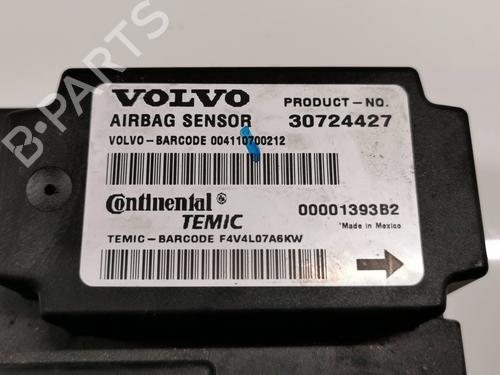 VOLVO PRODUCT-NO.
AIRBAG SENSOR 30724427
VOLVO-BARCODE 004110700212
Continental
TEMIC 00001393B2
TEMIC-BARCODE F4V4L07A6KW *Made in Mexico
B-PARTS